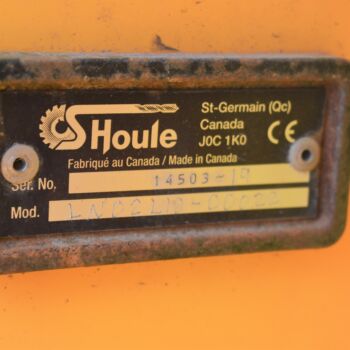 CS Houle
St-Germain (Qc)
Canada
J0C 1K0
CE
Fabriqué au Canada / Made in Canada
Ser. No. 14503-19
Mod.